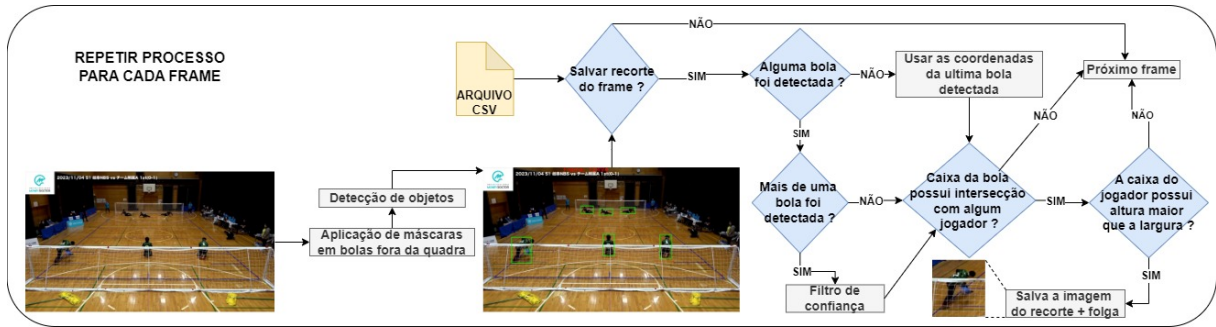 REPETIR PROCESSO
PARA CADA FRAME
ARQUIVO
CSV
Salvar recorte
do frame ?
NÃO
SIM
Alguma bola
foi detectada ?
NÃO
Usar as coordenadas
da ultima bola
detectada
Próximo frame
NÃO
NÃO
SIM
Mais de uma
bola foi
detectada ?
NÃO
Caixa da bola
possui intersecção
com algum
jogador ?
SIM
A caixa do
jogador possui
altura maior
que a largura ?
SIM
SIM
Filtro de
confiança
Salva a imagem
do recorte + folga
Detecção de objetos
Aplicação de máscaras
em bolas fora da quadra